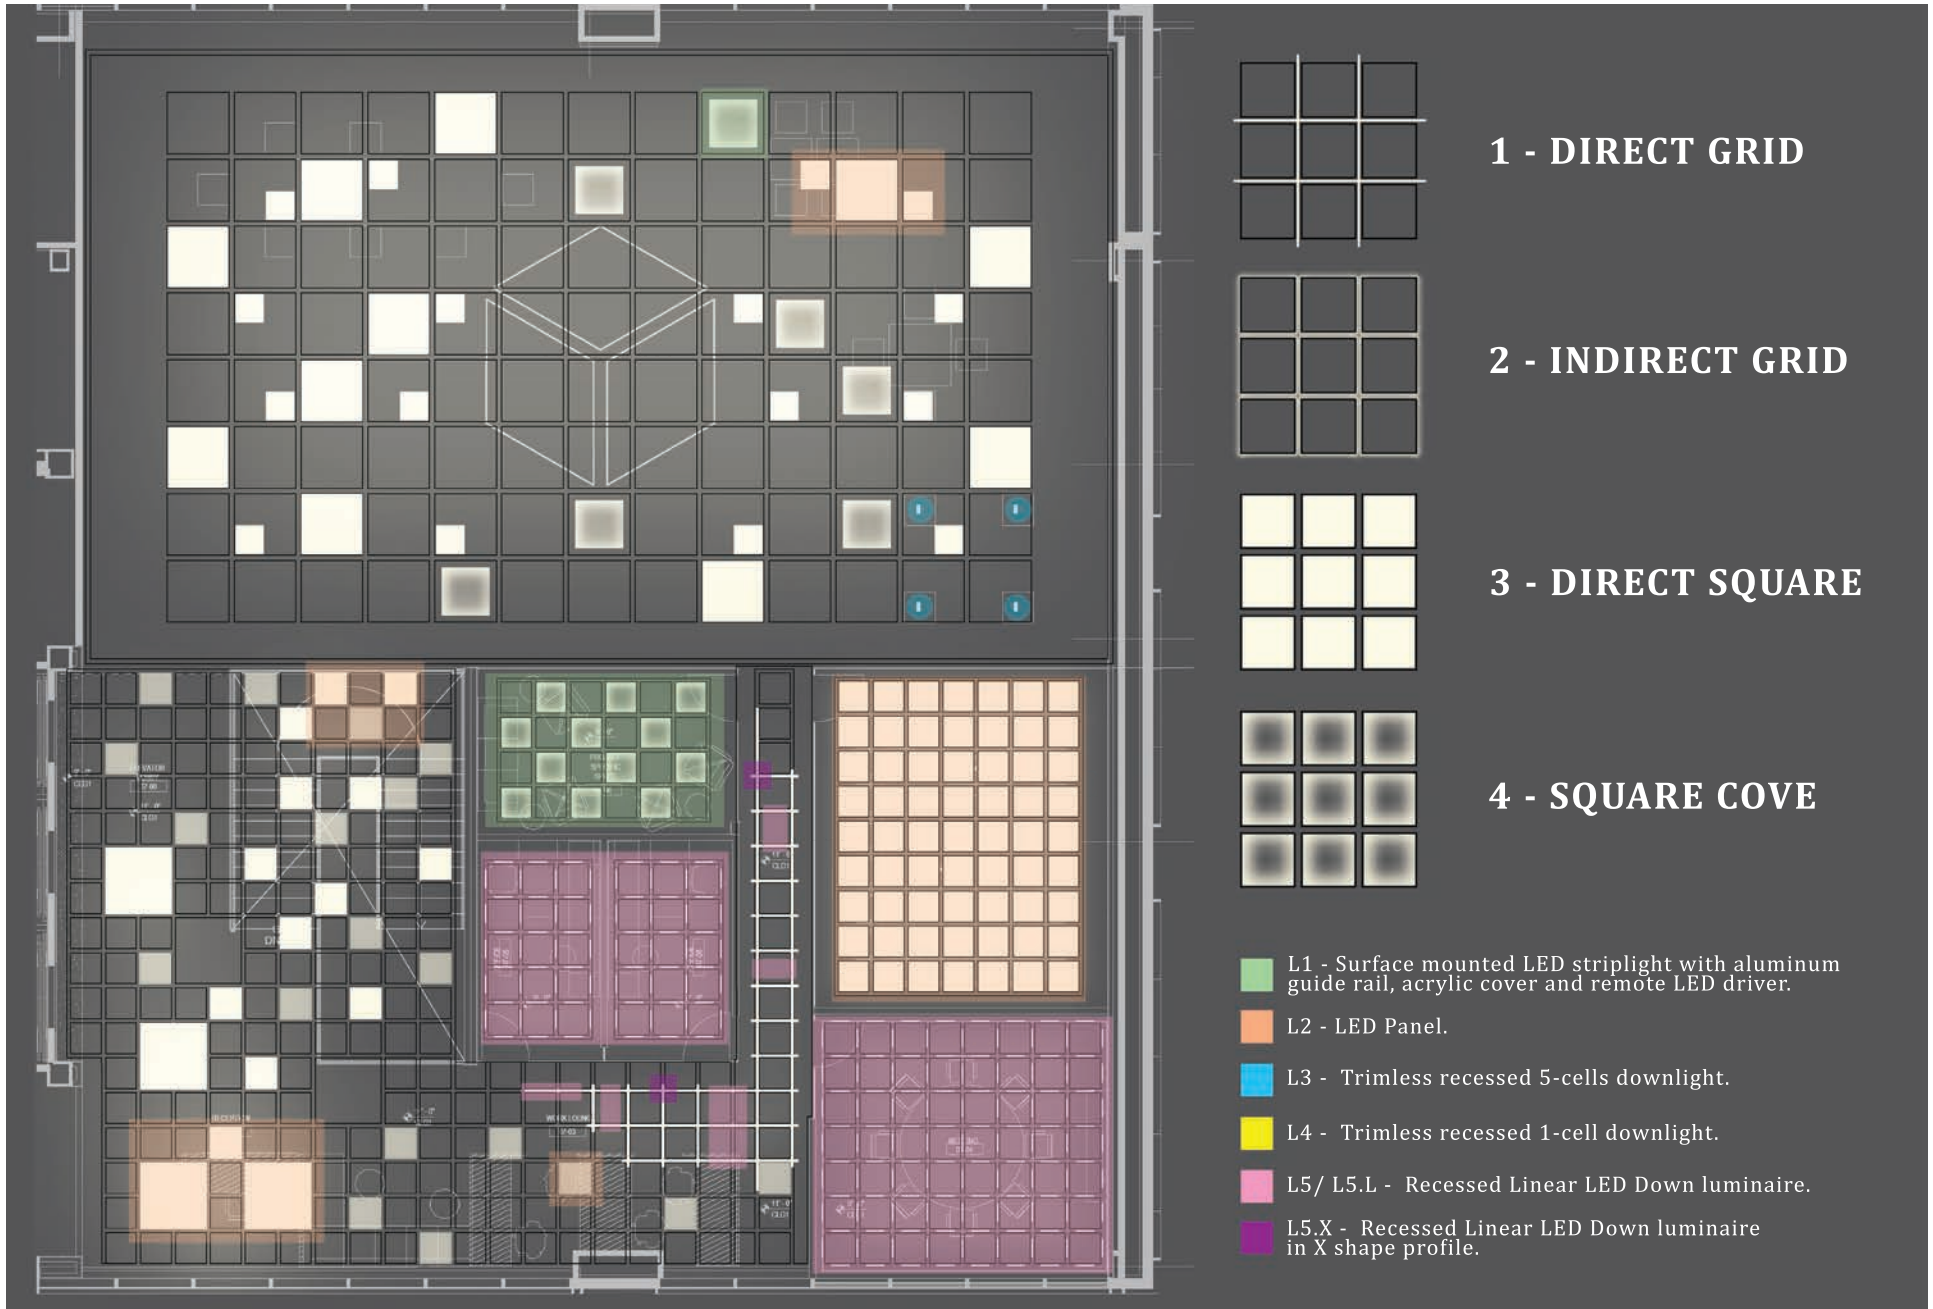 1 - DIRECT GRID
2 - INDIRECT GRID
3 - DIRECT SQUARE
4 - SQUARE COVE
L1 - Surface mounted LED striplight with aluminum
guide rail, acrylic cover and remote LED driver.
L2 - LED Panel.
L3 - Trimless recessed 5-cells downlight.
L4 - Trimless recessed 1-cell downlight.
L5/ L5.L - Recessed Linear LED Down luminaire.
L5.X - Recessed Linear LED Down luminaire
in X shape profile.